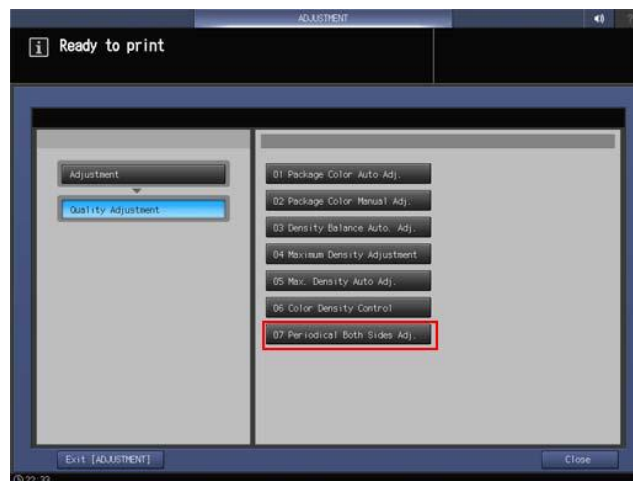 ADJUSTMENT
i Ready to print
Adjustment
Quality Adjustment
01 Package Color Auto Adj.
02 Package Color Manual Adj.
03 Density Balance Auto. Adj.
04 Maximum Density Adjustment
05 Max. Density Auto Adj.
06 Color Density Control
07 Periodical Both Sides Adj.
Exit [ADJUSTMENT]
Close
22:33